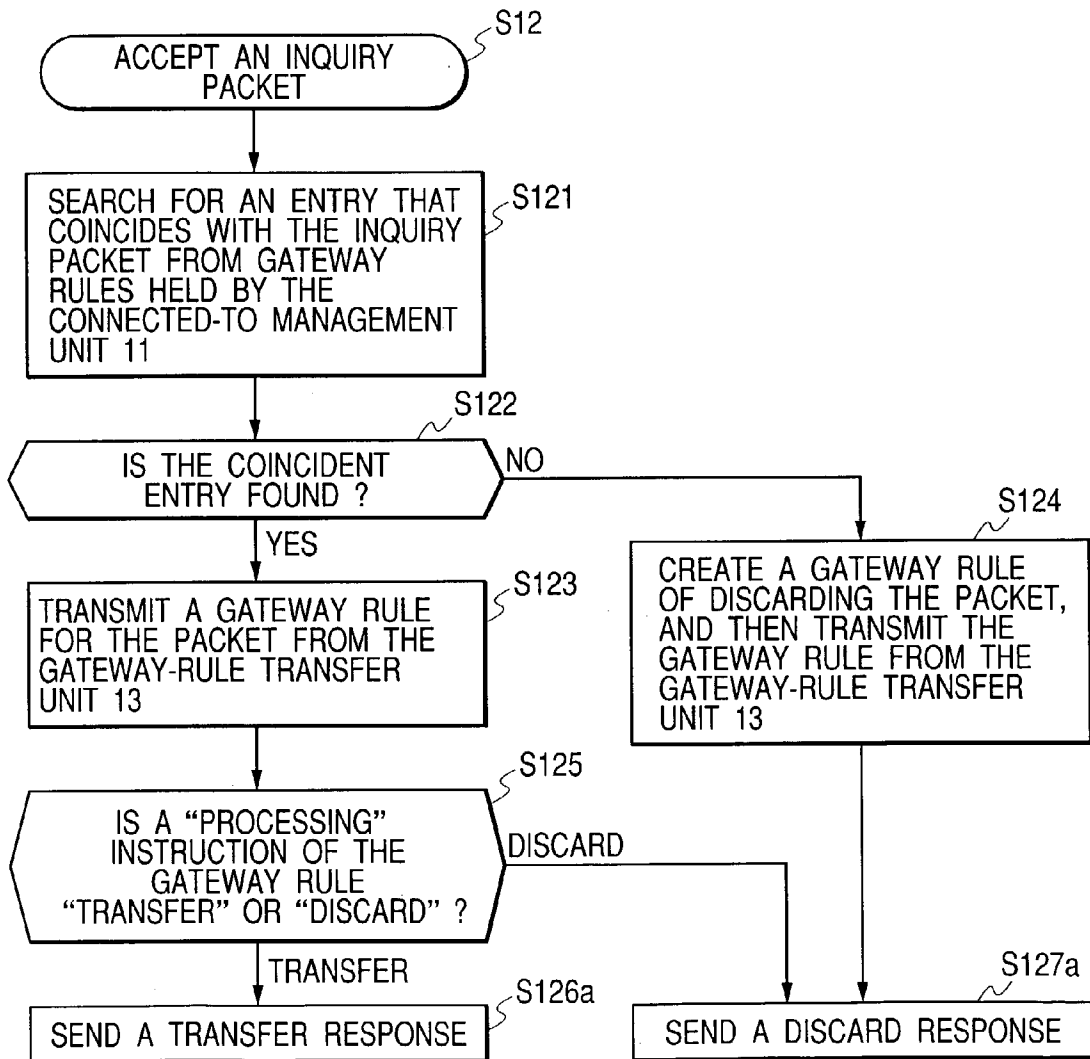 S12
ACCEPT AN INQUIRY
PACKET
S121
SEARCH FOR AN ENTRY THAT
COINCIDES WITH THE INQUIRY
PACKET FROM GATEWAY
RULES HELD BY THE
CONNECTED-TO MANAGEMENT
UNIT 11
S122
IS THE COINCIDENT
ENTRY FOUND ?
NO
YES
S123
TRANSMIT A GATEWAY RULE
FOR THE PACKET FROM THE
GATEWAY-RULE TRANSFER
UNIT 13
S124
CREATE A GATEWAY RULE
OF DISCARDING THE PACKET,
AND THEN TRANSMIT THE
GATEWAY RULE FROM THE
GATEWAY-RULE TRANSFER
UNIT 13
S125
IS A “PROCESSING”
INSTRUCTION OF THE
GATEWAY RULE
“TRANSFER” OR “DISCARD” ?
DISCARD
TRANSFER
S126a
SEND A TRANSFER RESPONSE
S127a
SEND A DISCARD RESPONSE